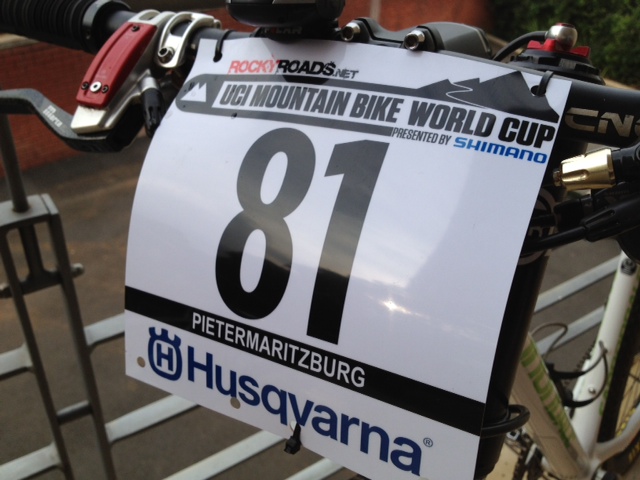 ROCKYROADS.NET
UCI MOUNTAIN BIKE WORLD CUP
PRESENTED BY SHIMANO
81
PIETERMARITZBURG
Husqvarna®